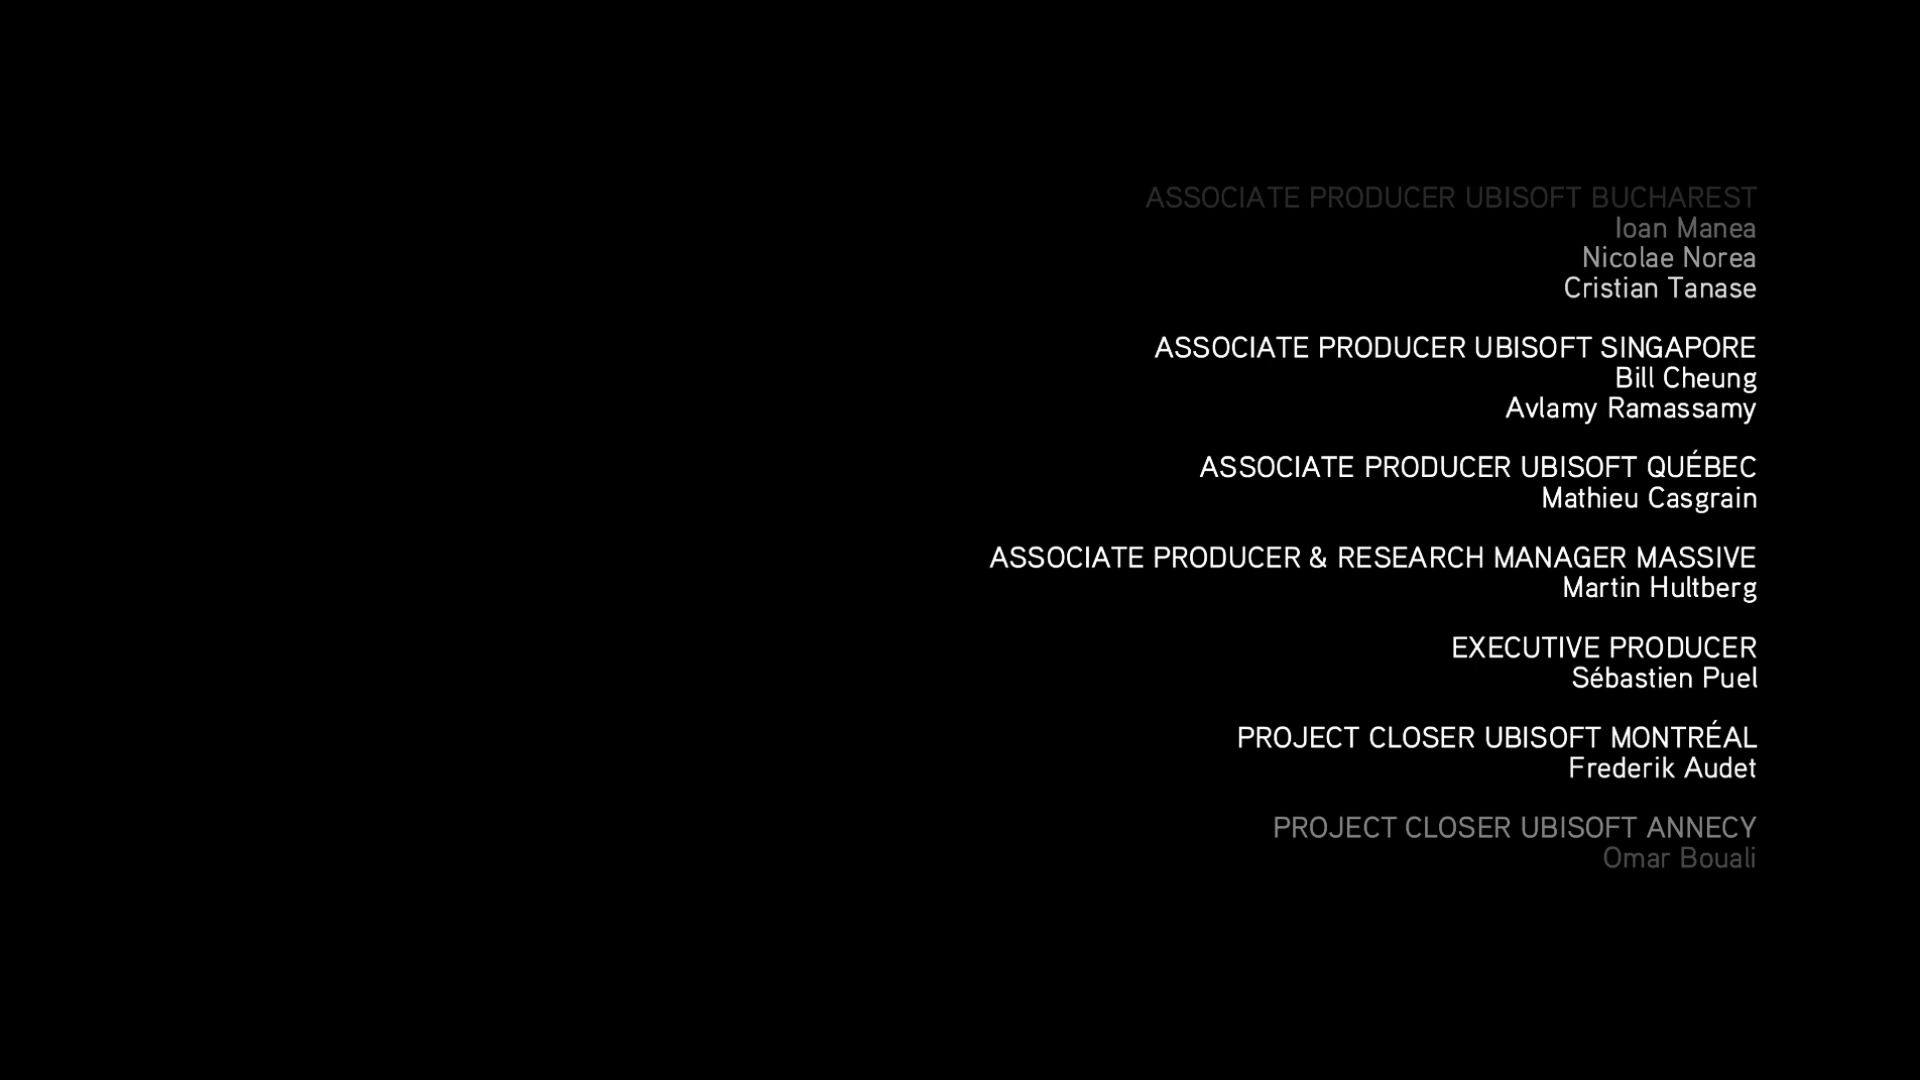 ASSOCIATE PRODUCER UBISOFT BUCHAREST
Ioan Manea
Nicolae Norea
Cristian Tanase
ASSOCIATE PRODUCER UBISOFT SINGAPORE
Bill Cheung
Avlamy Ramassamy
ASSOCIATE PRODUCER UBISOFT QUÉBEC
Mathieu Casgrain
ASSOCIATE PRODUCER & RESEARCH MANAGER MASSIVE
Martin Hultberg
EXECUTIVE PRODUCER
Sébastien Puel
PROJECT CLOSER UBISOFT MONTRÉAL
Frederik Audet
PROJECT CLOSER UBISOFT ANNECY
Omar Bouali